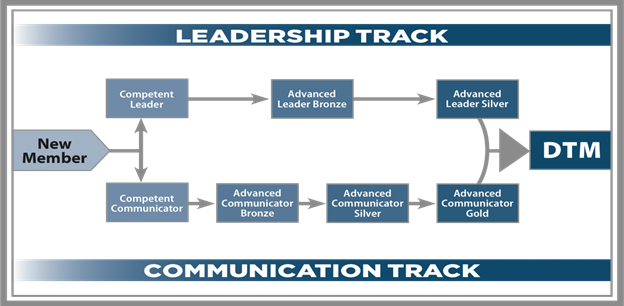 LEADERSHIP TRACK
Competent
Leader
Advanced
Leader Bronze
Advanced
Leader Silver
New
Member
DTM
Competent
Communicator
Advanced
Communicator
Bronze
Advanced
Communicator
Silver
Advanced
Communicator
Gold
COMMUNICATION TRACK